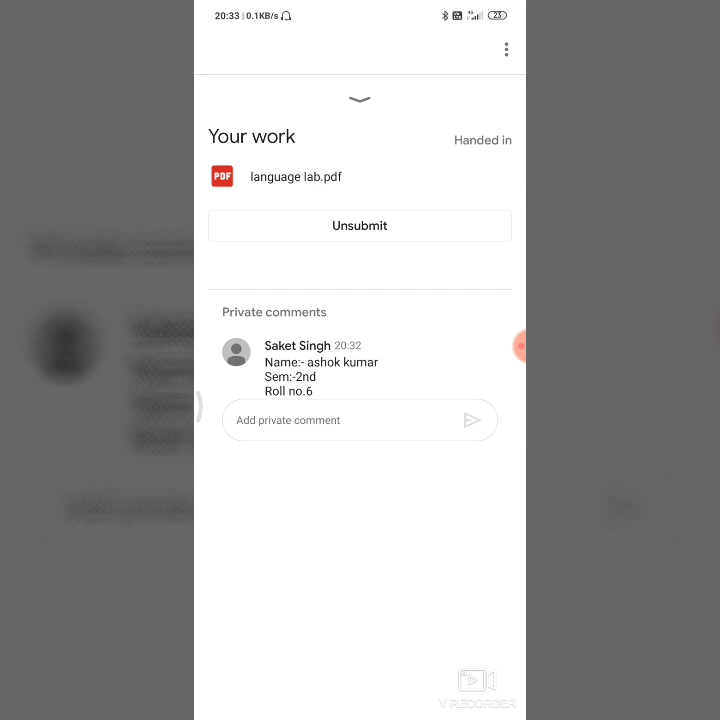 20:33 | 0.1KB/s
23
Your work
Handed in
PDF
language lab.pdf
Unsubmit
Private comments
Saket Singh 20:32
Name:- ashok kumar
Sem:-2nd
Roll no.6
Add private comment
V RECORDER